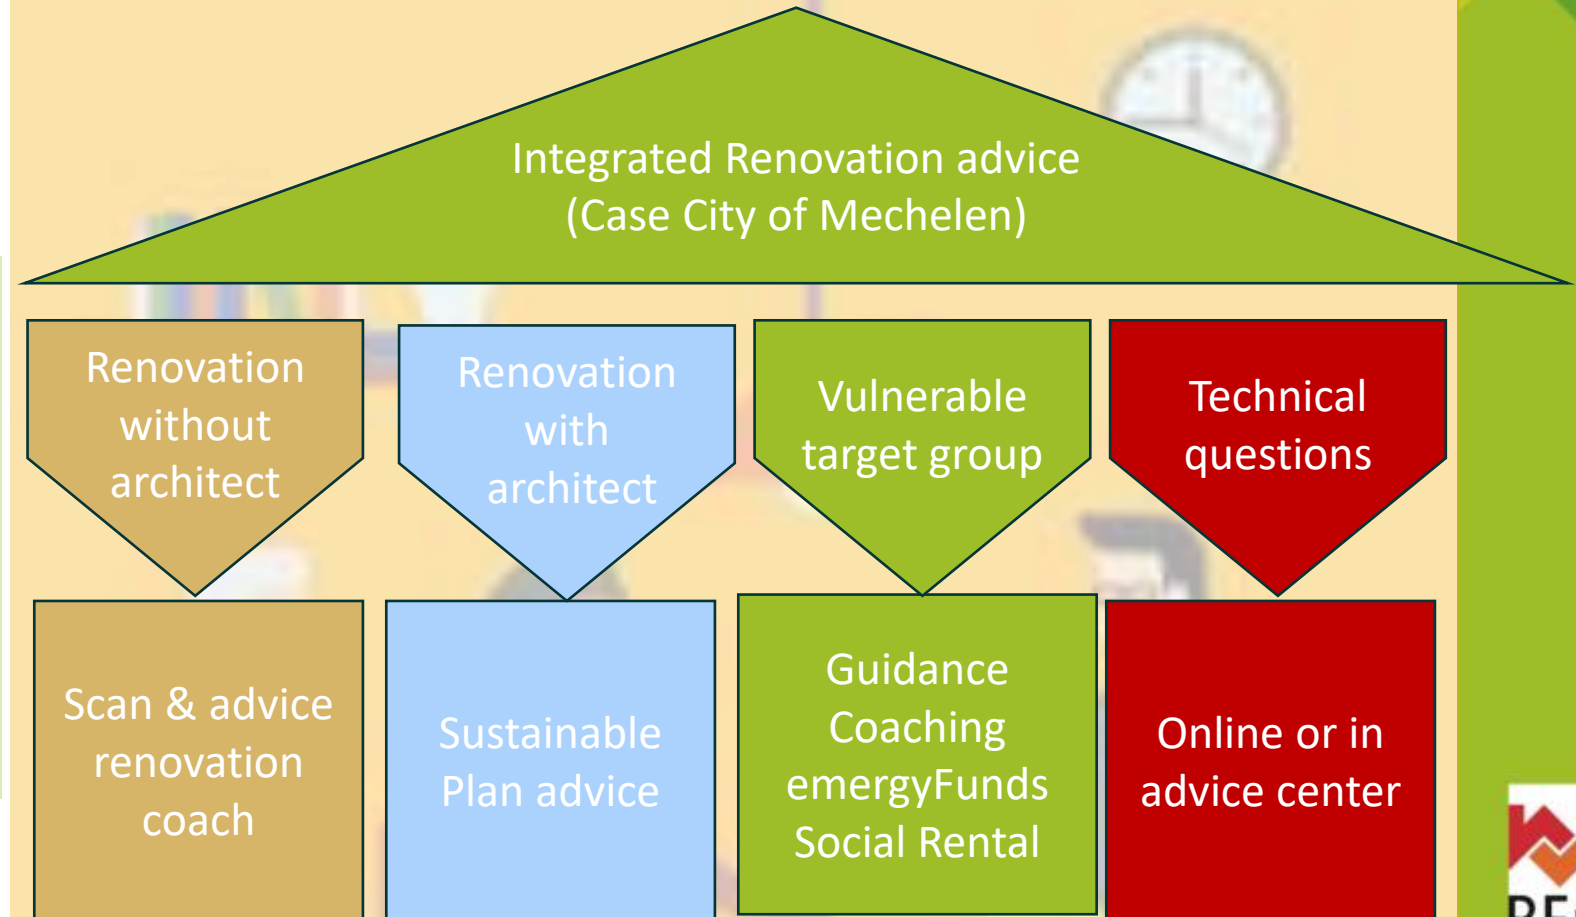 Integrated Renovation advice
(Case City of Mechelen)
Renovation
without
architect
Renovation
with
architect
Vulnerable
target group
Technical
questions
Scan & advice
renovation
coach
Sustainable
Plan advice
Guidance
Coaching
emergyFunds
Social Rental
Online or in
advice center